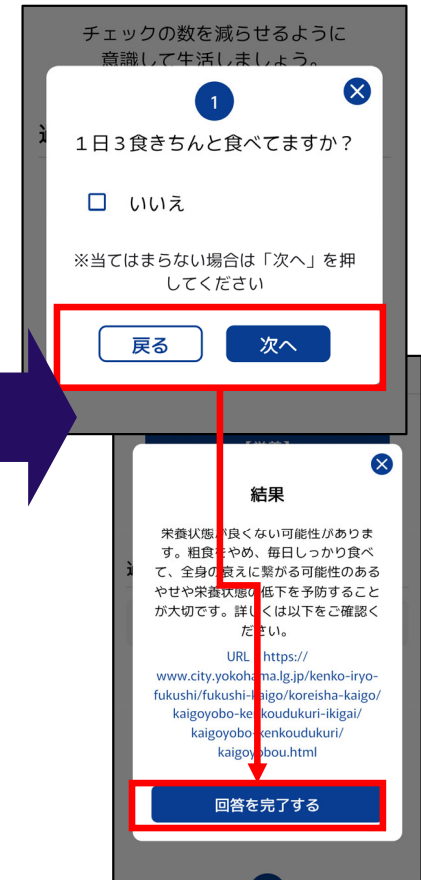 チェックの数を減らせるように
意識して生活しましょう。
1
1日3食きちんと食べてますか？
いいえ
※当てはまらない場合は「次へ」を押
してください
戻る
次へ
結果
栄養状態が良くない可能性がありま
す。粗食をやめ、毎日しっかり食べ
て、全身の衰えに繋がる可能性のある
やせや栄養状態の低下を予防すること
が大切です。詳しくは以下をご確認く
ださい。
URL：https://
www.city.yokohama.lg.jp/kenko-iryo-
fukushi/fukushi-kaigo/koreisha-kaigo/
kaigoyobo-kenkoudukuri-ikigai/
kaigoyobo-kenkoudukuri/
kaigoyobou.html
回答を完了する